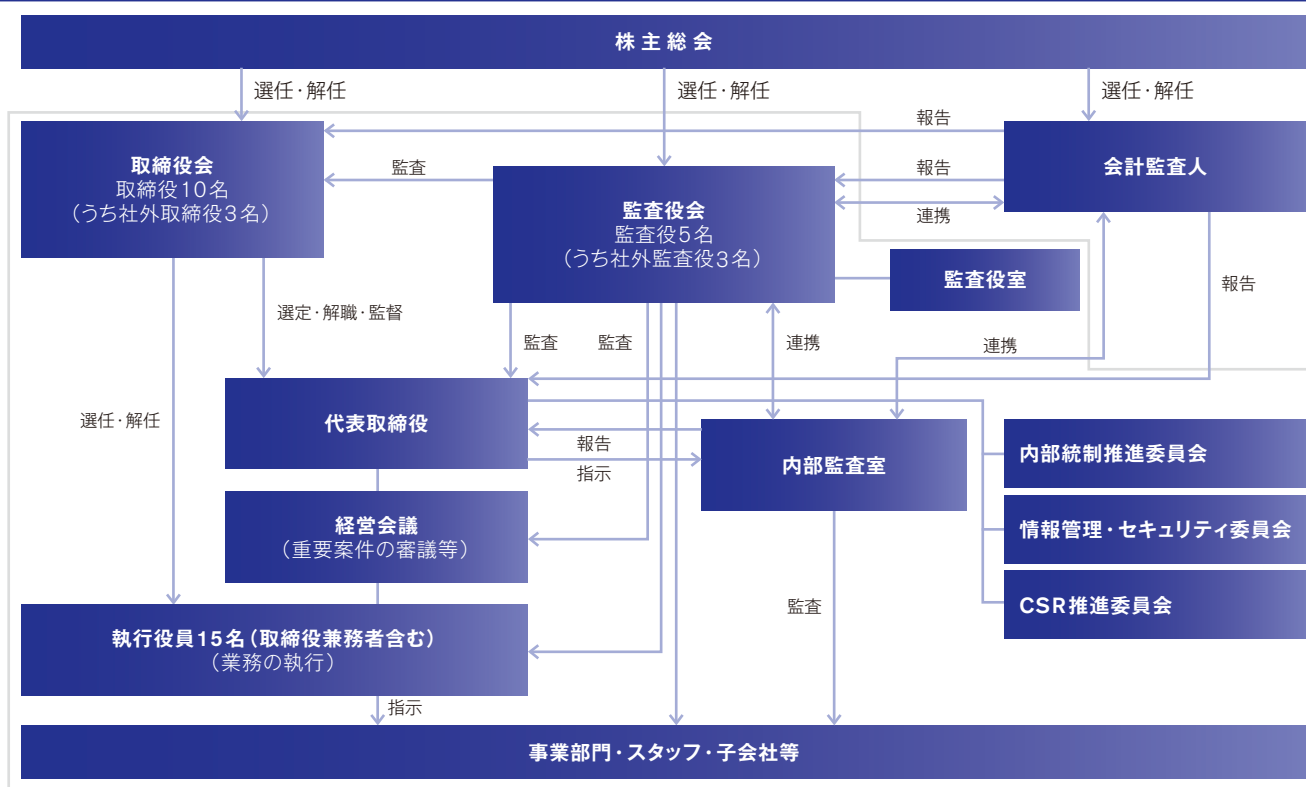 株主総会
選任・解任
選任・解任
選任・解任
報告
取締役会
取締役10名
(うち社外取締役3名)
監査
監査役会
監査役5名
(うち社外監査役3名)
報告
連携
会計監査人
監査役室
報告
選定・解職・監督
監査
監査
連携
連携
選任・解任
代表取締役
報告
指示
内部監査室
内部統制推進委員会
経営会議
(重要案件の審議等)
情報管理・セキュリティ委員会
監査
CSR推進委員会
執行役員15名(取締役兼務者含む)
(業務の執行)
指示
事業部門・スタッフ・子会社等